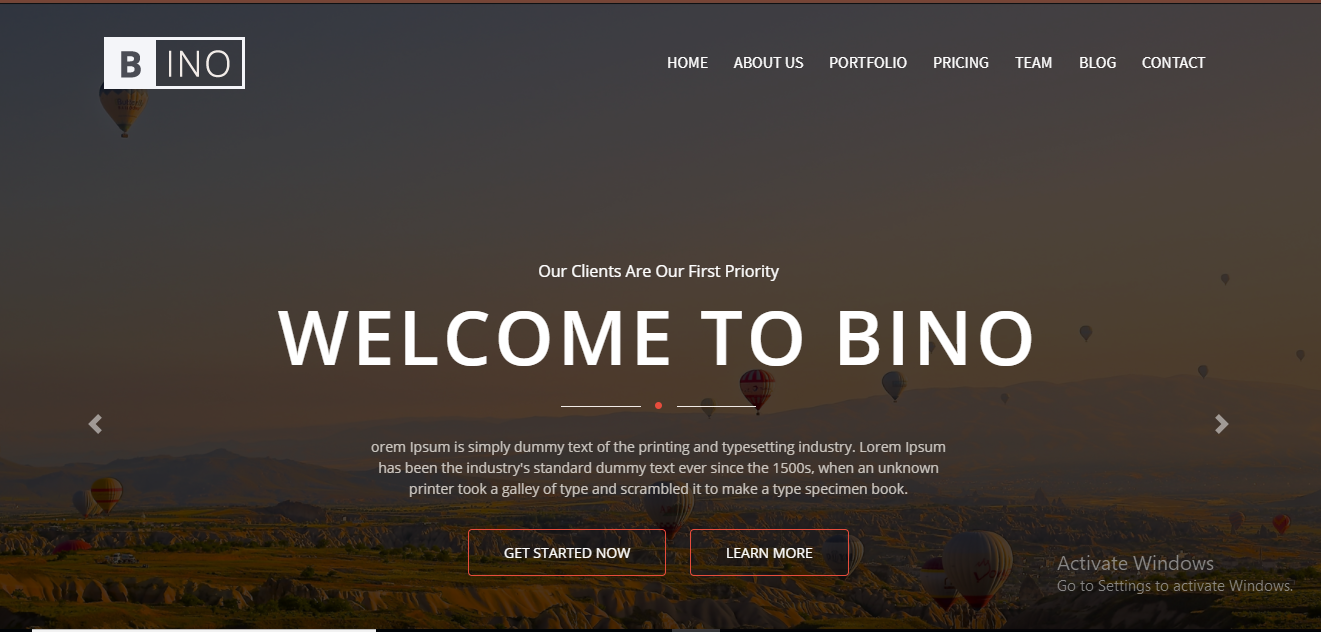 B INO
HOME ABOUT US PORTFOLIO PRICING TEAM BLOG CONTACT
Our Clients Are Our First Priority
WELCOME TO BINO
orem Ipsum is simply dummy text of the printing and typesetting industry. Lorem Ipsum
has been the industry's standard dummy text ever since the 1500s, when an unknown
printer took a galley of type and scrambled it to make a type specimen book.
GET STARTED NOW LEARN MORE
Activate Windows
Go to Settings to activate Windows.